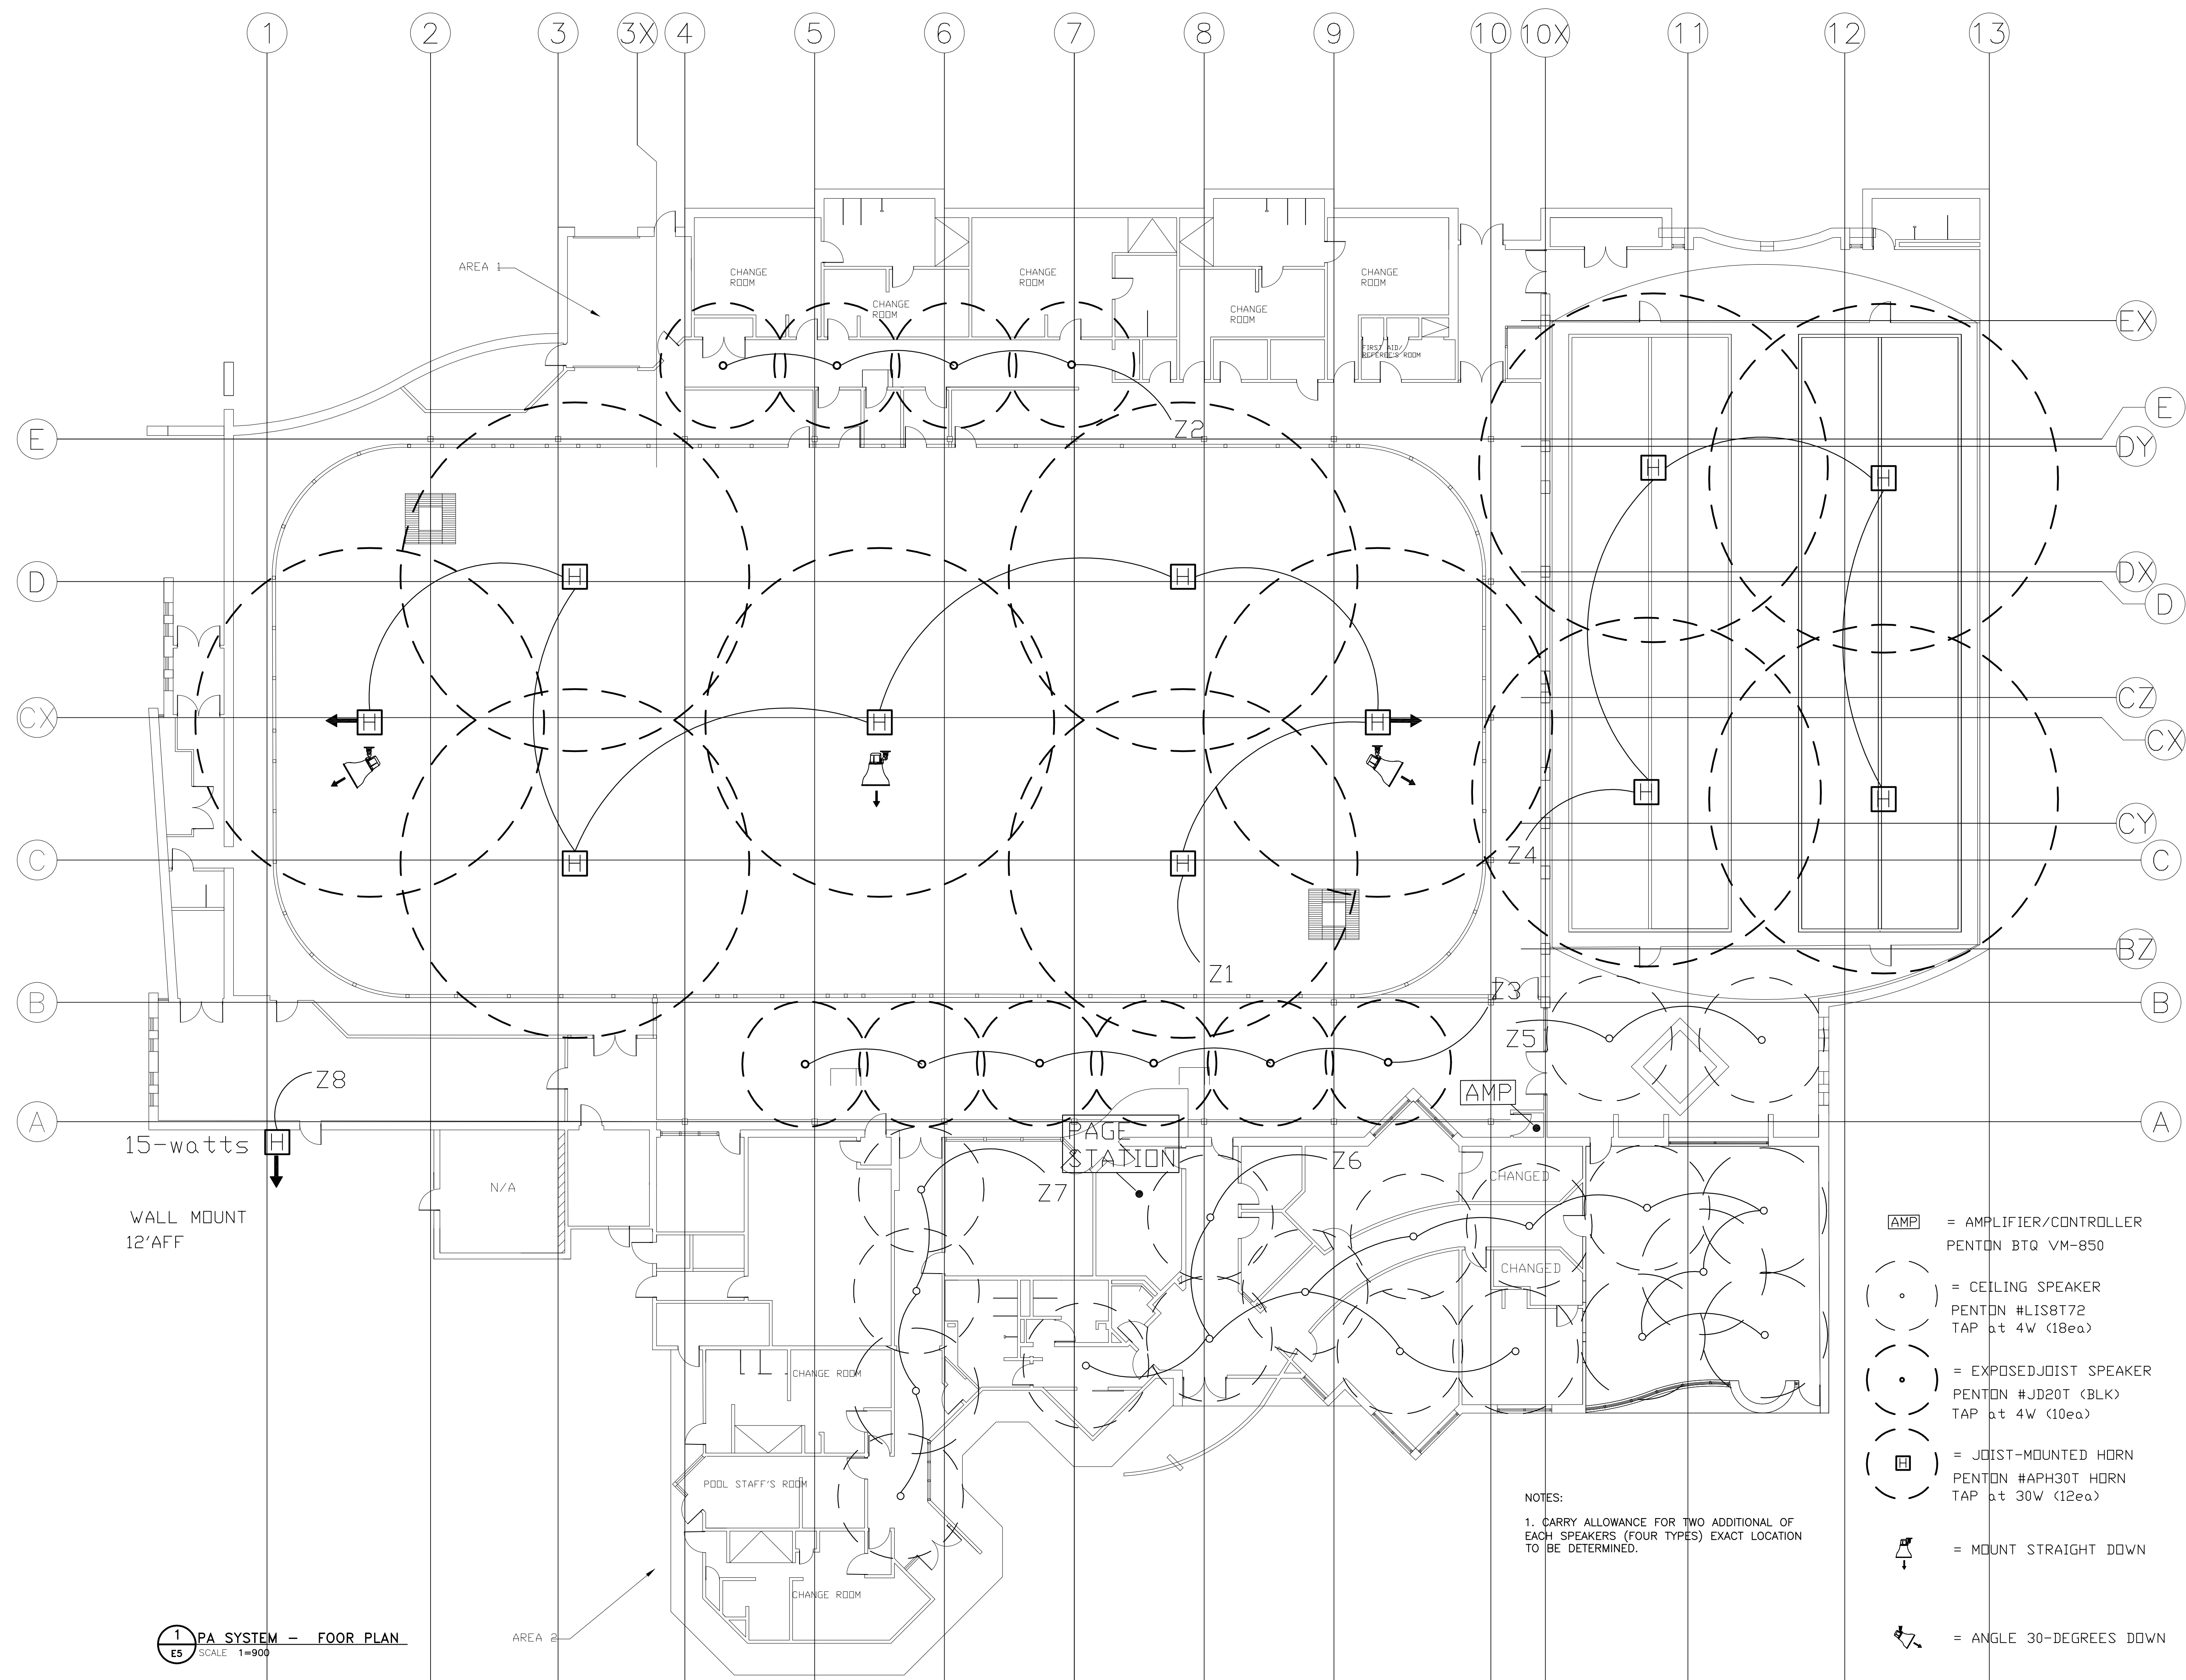 1
2
3
3X
4
5
6
7
8
9
10
10X
11
12
13
AREA 1
CHANGE
ROOM
CHANGE
ROOM
CHANGE
ROOM
CHANGE
ROOM
CHANGE
ROOM
FIRST AID/
REFEREE'S ROOM
EX
E
E
DY
Z2
H
H
H
H
D
DX
D
CZ
CX
H
H
H
CX
H
H
CY
Z4
C
H
H
C
BZ
Z1
Z3
B
B
Z5
Z8
AMP
A
A
15-watts
H
PAGE
STATION
Z6
Z7
CHANGED
N/A
WALL MOUNT
12'AFF
CHANGED
CHANGE ROOM
POOL STAFF'S ROOM
CHANGE ROOM
AREA 2
AMP = AMPLIFIER/CONTROLLER
PENTON BTQ VM-850
= CEILING SPEAKER
PENTON #LIS8T72
TAP at 4W (18ea)
= EXPOSEDJOIST SPEAKER
PENTON #JD20T (BLK)
TAP at 4W (10ea)
H = JOIST-MOUNTED HORN
PENTON #APH30T HORN
TAP at 30W (12ea)
= MOUNT STRAIGHT DOWN
= ANGLE 30-DEGREES DOWN
NOTES:
1. CARRY ALLOWANCE FOR TWO ADDITIONAL OF
EACH SPEAKERS (FOUR TYPES) EXACT LOCATION
TO BE DETERMINED.
1
E5
PA SYSTEM - FOOR PLAN
SCALE 1=900